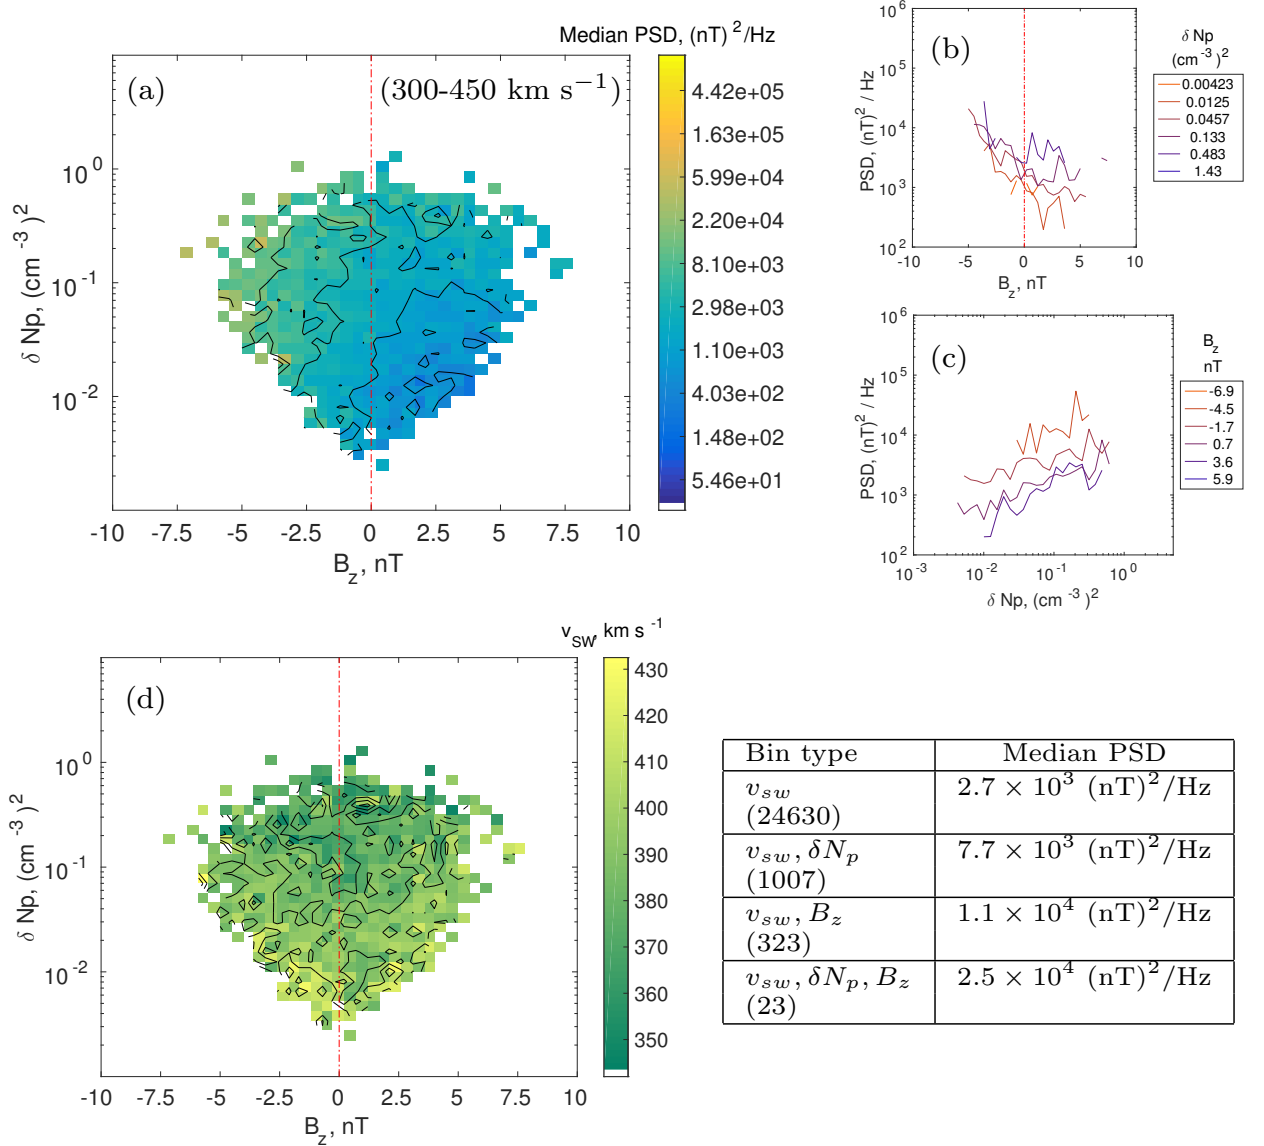 Median PSD, (nT)²/Hz
(a)
(300-450 km s⁻¹)
10⁰
10⁻¹
10⁻²
δ Np, (cm⁻³)²
-10 -7.5 -5 -2.5 0 2.5 5 7.5 10
B_z, nT
4.42e+05
1.63e+05
5.99e+04
2.20e+04
8.10e+03
2.98e+03
1.10e+03
4.03e+02
1.48e+02
5.46e+01
(b)
10⁶
10⁵
10⁴
10³
10²
PSD, (nT)² / Hz
-10 -5 0 5 10
B_z, nT
δ Np
(cm⁻³)²
0.00423
0.0125
0.0457
0.133
0.483
1.43
(c)
10⁶
10⁵
10⁴
10³
10²
PSD, (nT)² / Hz
10⁻³ 10⁻² 10⁻¹ 10⁰
δ Np, (cm⁻³)²
B_z
nT
-6.9
-4.5
-1.7
0.7
3.6
5.9
v_SW, km s⁻¹
(d)
10⁰
10⁻¹
10⁻²
δ Np, (cm⁻³)²
-10 -7.5 -5 -2.5 0 2.5 5 7.5 10
B_z, nT
430
420
410
400
390
380
370
360
350
Bin type Median PSD
v_sw 2.7 × 10³ (nT)²/Hz
(24630)
v_sw, δN_p 7.7 × 10³ (nT)²/Hz
(1007)
v_sw, B_z 1.1 × 10⁴ (nT)²/Hz
(323)
v_sw, δN_p, B_z 2.5 × 10⁴ (nT)²/Hz
(23)